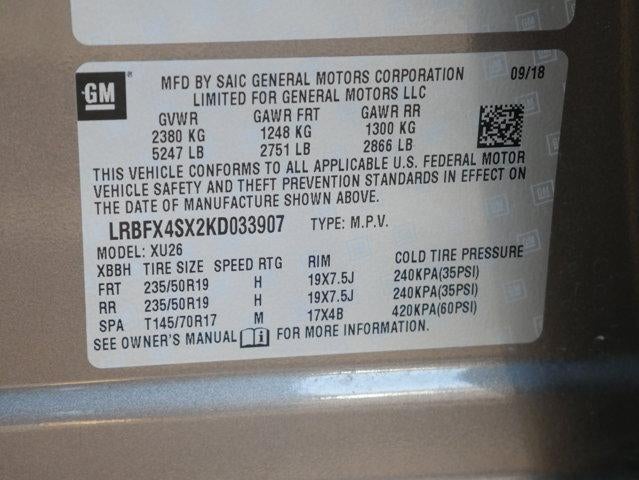 GM
MFD BY SAIC GENERAL MOTORS CORPORATION 09/18
LIMITED FOR GENERAL MOTORS LLC
GVWR GAWR FRT GAWR RR
2380 KG 1248 KG 1300 KG
5247 LB 2751 LB 2866 LB
THIS VEHICLE CONFORMS TO ALL APPLICABLE U.S. FEDERAL MOTOR
VEHICLE SAFETY AND THEFT PREVENTION STANDARDS IN EFFECT ON
THE DATE OF MANUFACTURE SHOWN ABOVE.
LRBFX4SX2KD033907 TYPE: M.P.V.
MODEL: XU26
XBBH TIRE SIZE SPEED RTG RIM COLD TIRE PRESSURE
FRT 235/50R19 H 19X7.5J 240KPA(35PSI)
RR 235/50R19 H 19X7.5J 240KPA(35PSI)
SPA T145/70R17 M 17X4B 420KPA(60PSI)
SEE OWNER'S MANUAL FOR MORE INFORMATION.